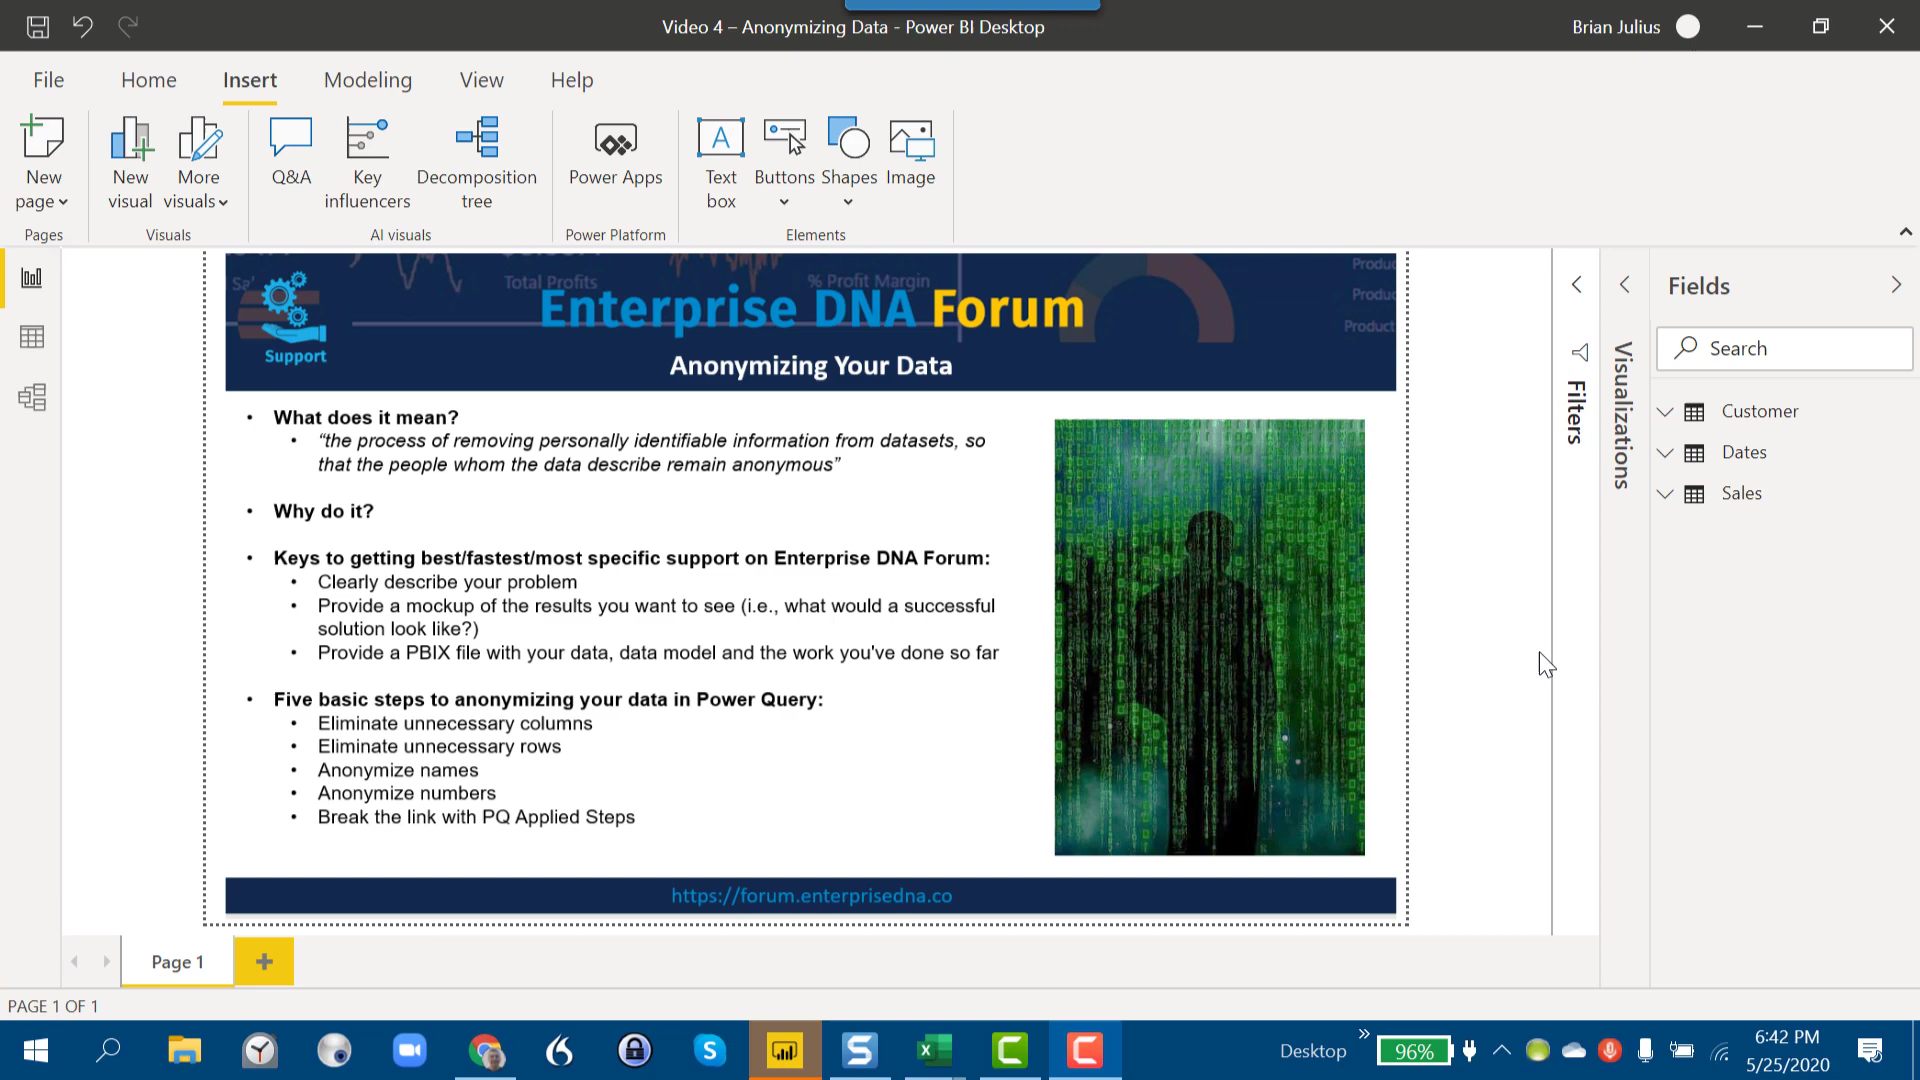 Video 4 – Anonymizing Data - Power BI Desktop
Brian Julius
File Home Insert Modeling View Help
New page
New visual
More visuals
Q&A
Key influencers
Decomposition tree
Power Apps
Text box
Buttons
Shapes
Image
Pages
Visuals
AI visuals
Power Platform
Elements
Total Profits
% Profit Margin
Support
Enterprise DNA Forum
Anonymizing Your Data
• What does it mean?
• “the process of removing personally identifiable information from datasets, so
that the people whom the data describe remain anonymous”
• Why do it?
• Keys to getting best/fastest/most specific support on Enterprise DNA Forum:
• Clearly describe your problem
• Provide a mockup of the results you want to see (i.e., what would a successful
solution look like?)
• Provide a PBIX file with your data, data model and the work you've done so far
• Five basic steps to anonymizing your data in Power Query:
• Eliminate unnecessary columns
• Eliminate unnecessary rows
• Anonymize names
• Anonymize numbers
• Break the link with PQ Applied Steps
https://forum.enterprisedna.co
Filters
Visualizations
Fields
Search
Customer
Dates
Sales
Page 1
PAGE 1 OF 1
Desktop
96%
6:42 PM
5/25/2020